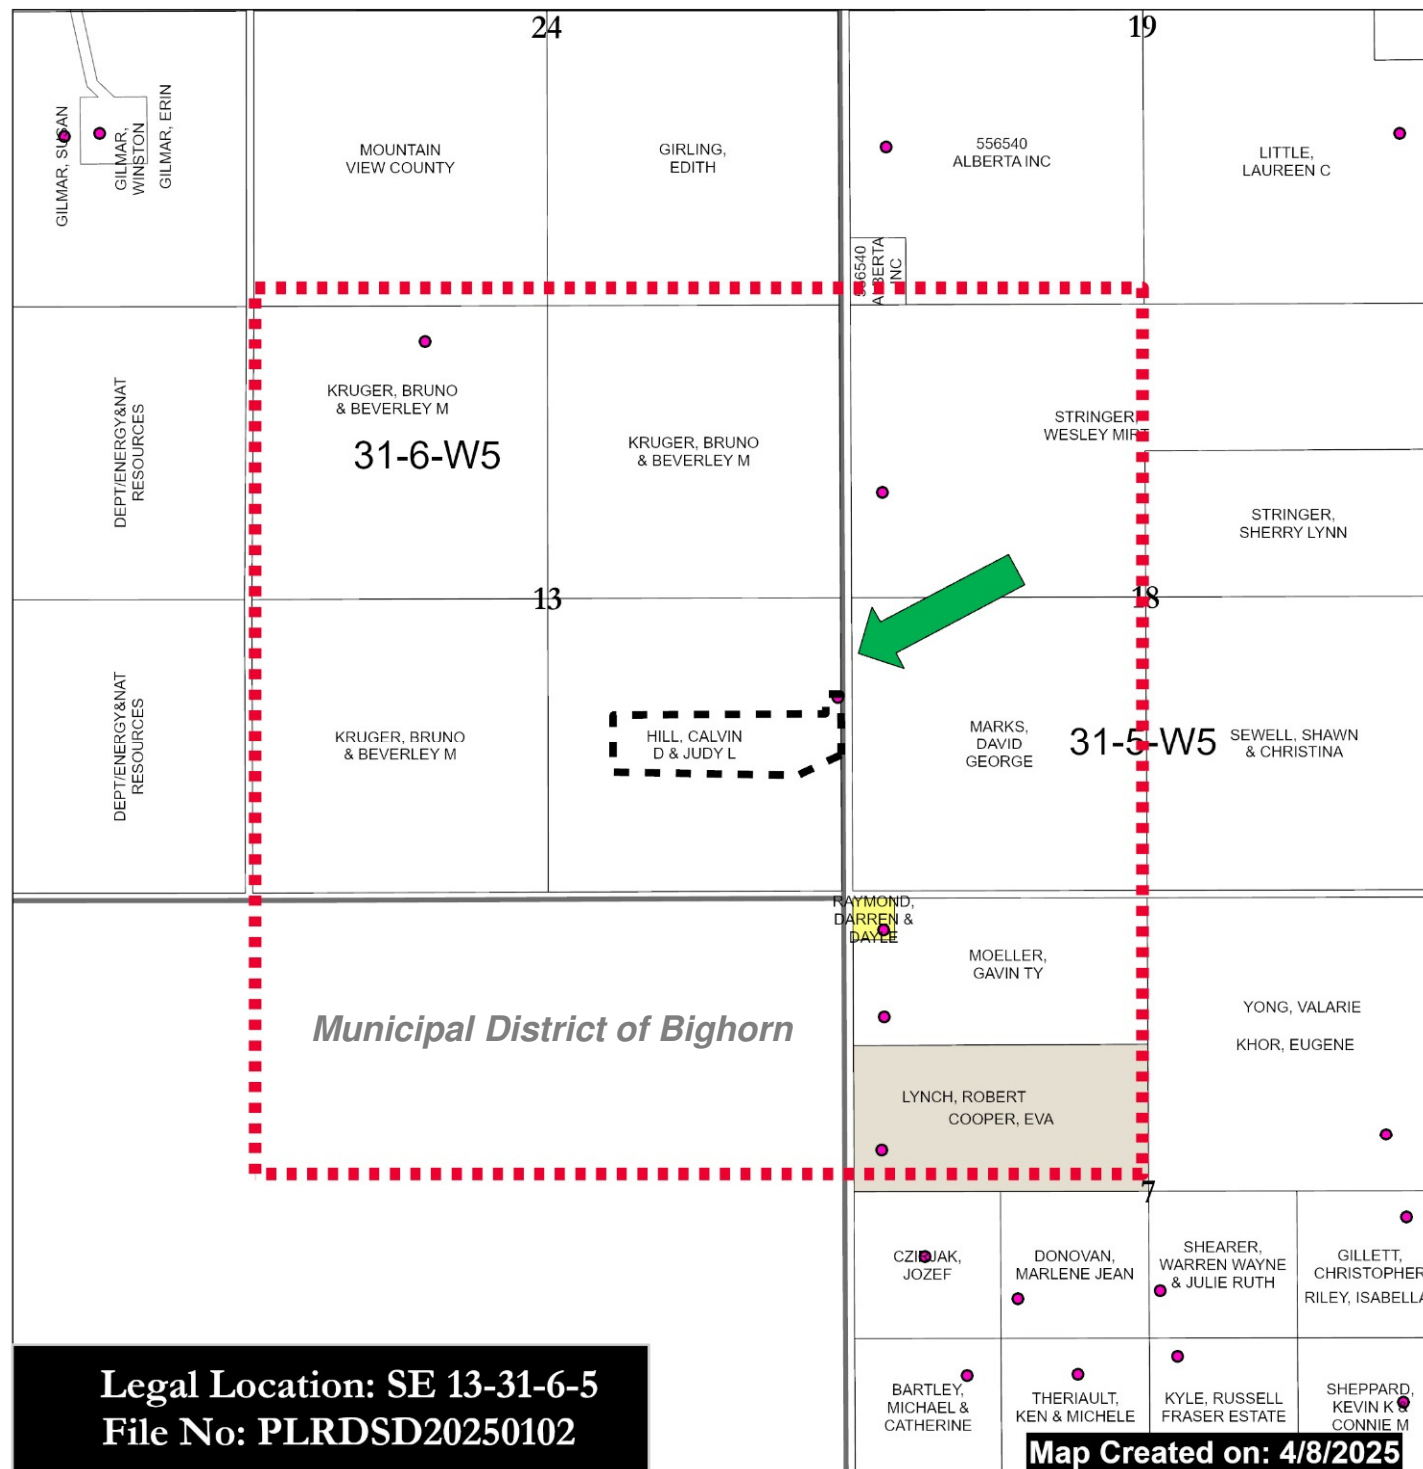 24
19
GILMAR, SUSAN
GILMAR,
WINSTON
GILMAR, ERIN
MOUNTAIN
VIEW COUNTY
GIRLING,
EDITH
556540
ALBERTA INC
LITTLE,
LAUREEN C
556540
ALBERTA
INC
DEPT/ENERGY&NAT
RESOURCES
KRUGER, BRUNO
& BEVERLEY M
31-6-W5
KRUGER, BRUNO
& BEVERLEY M
STRINGER,
WESLEY MIRT
STRINGER,
SHERRY LYNN
13
18
DEPT/ENERGY&NAT
RESOURCES
KRUGER, BRUNO
& BEVERLEY M
HILL, CALVIN
D & JUDY L
MARKS,
DAVID
GEORGE
31-5-W5
SEWELL, SHAWN
& CHRISTINA
RAYMOND,
DARREN &
DAYLE
MOELLER,
GAVIN TY
Municipal District of Bighorn
YONG, VALARIE
KHOR, EUGENE
LYNCH, ROBERT
COOPER, EVA
7
JOZEF
DONOVAN,
MARLENE JEAN
SHEARER,
WARREN WAYNE
& JULIE RUTH
GILLETT,
CHRISTOPHER
RILEY, ISABELLA
BARTLEY,
MICHAEL &
CATHERINE
THERIAULT,
KEN & MICHELE
KYLE, RUSSELL
FRASER ESTATE
SHEPPARD,
KEVIN K &
CONNIE M
Legal Location: SE 13-31-6-5
File No: PLRDSD20250102
Map Created on: 4/8/2025